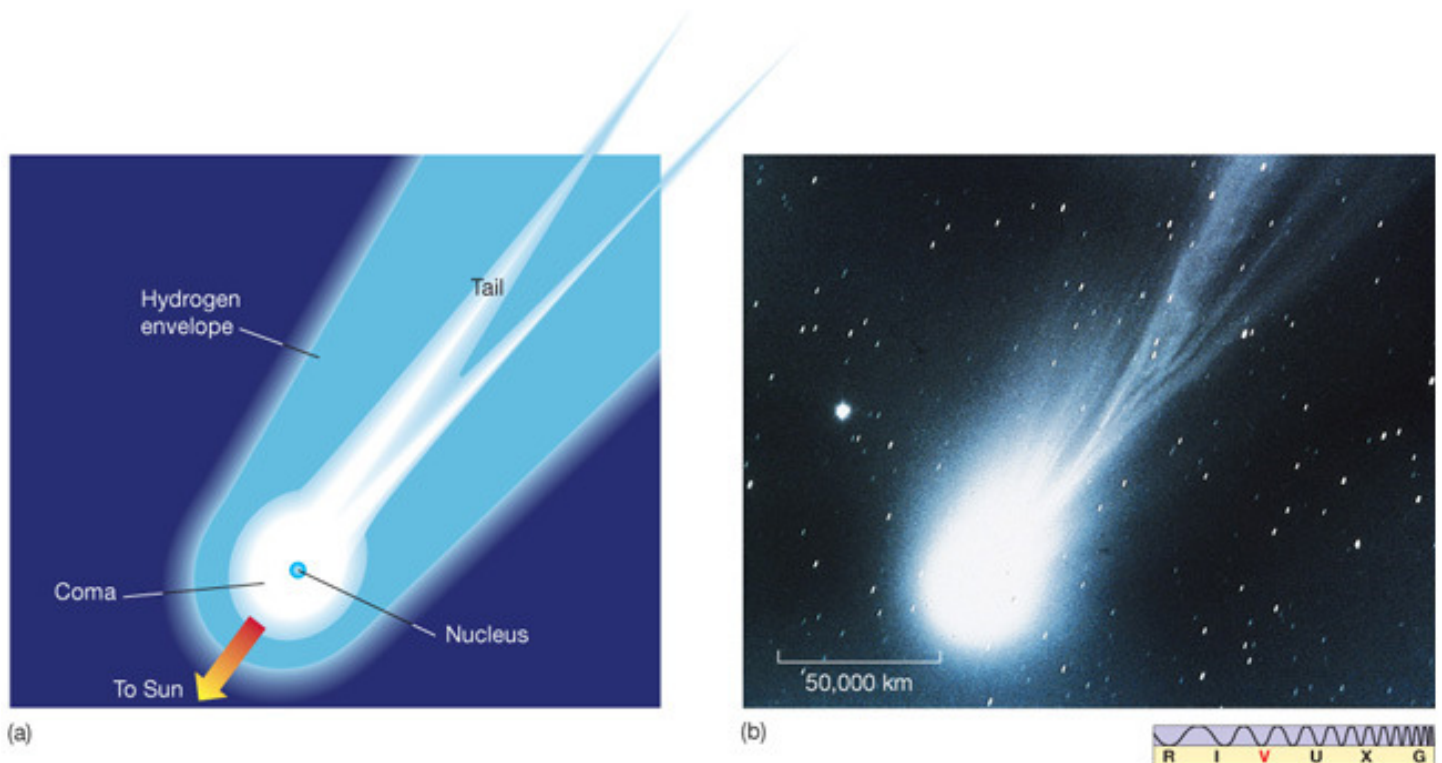 Tail
Hydrogen
envelope
Coma
Nucleus
To Sun
(a)
50,000 km
(b)
R I V U X G